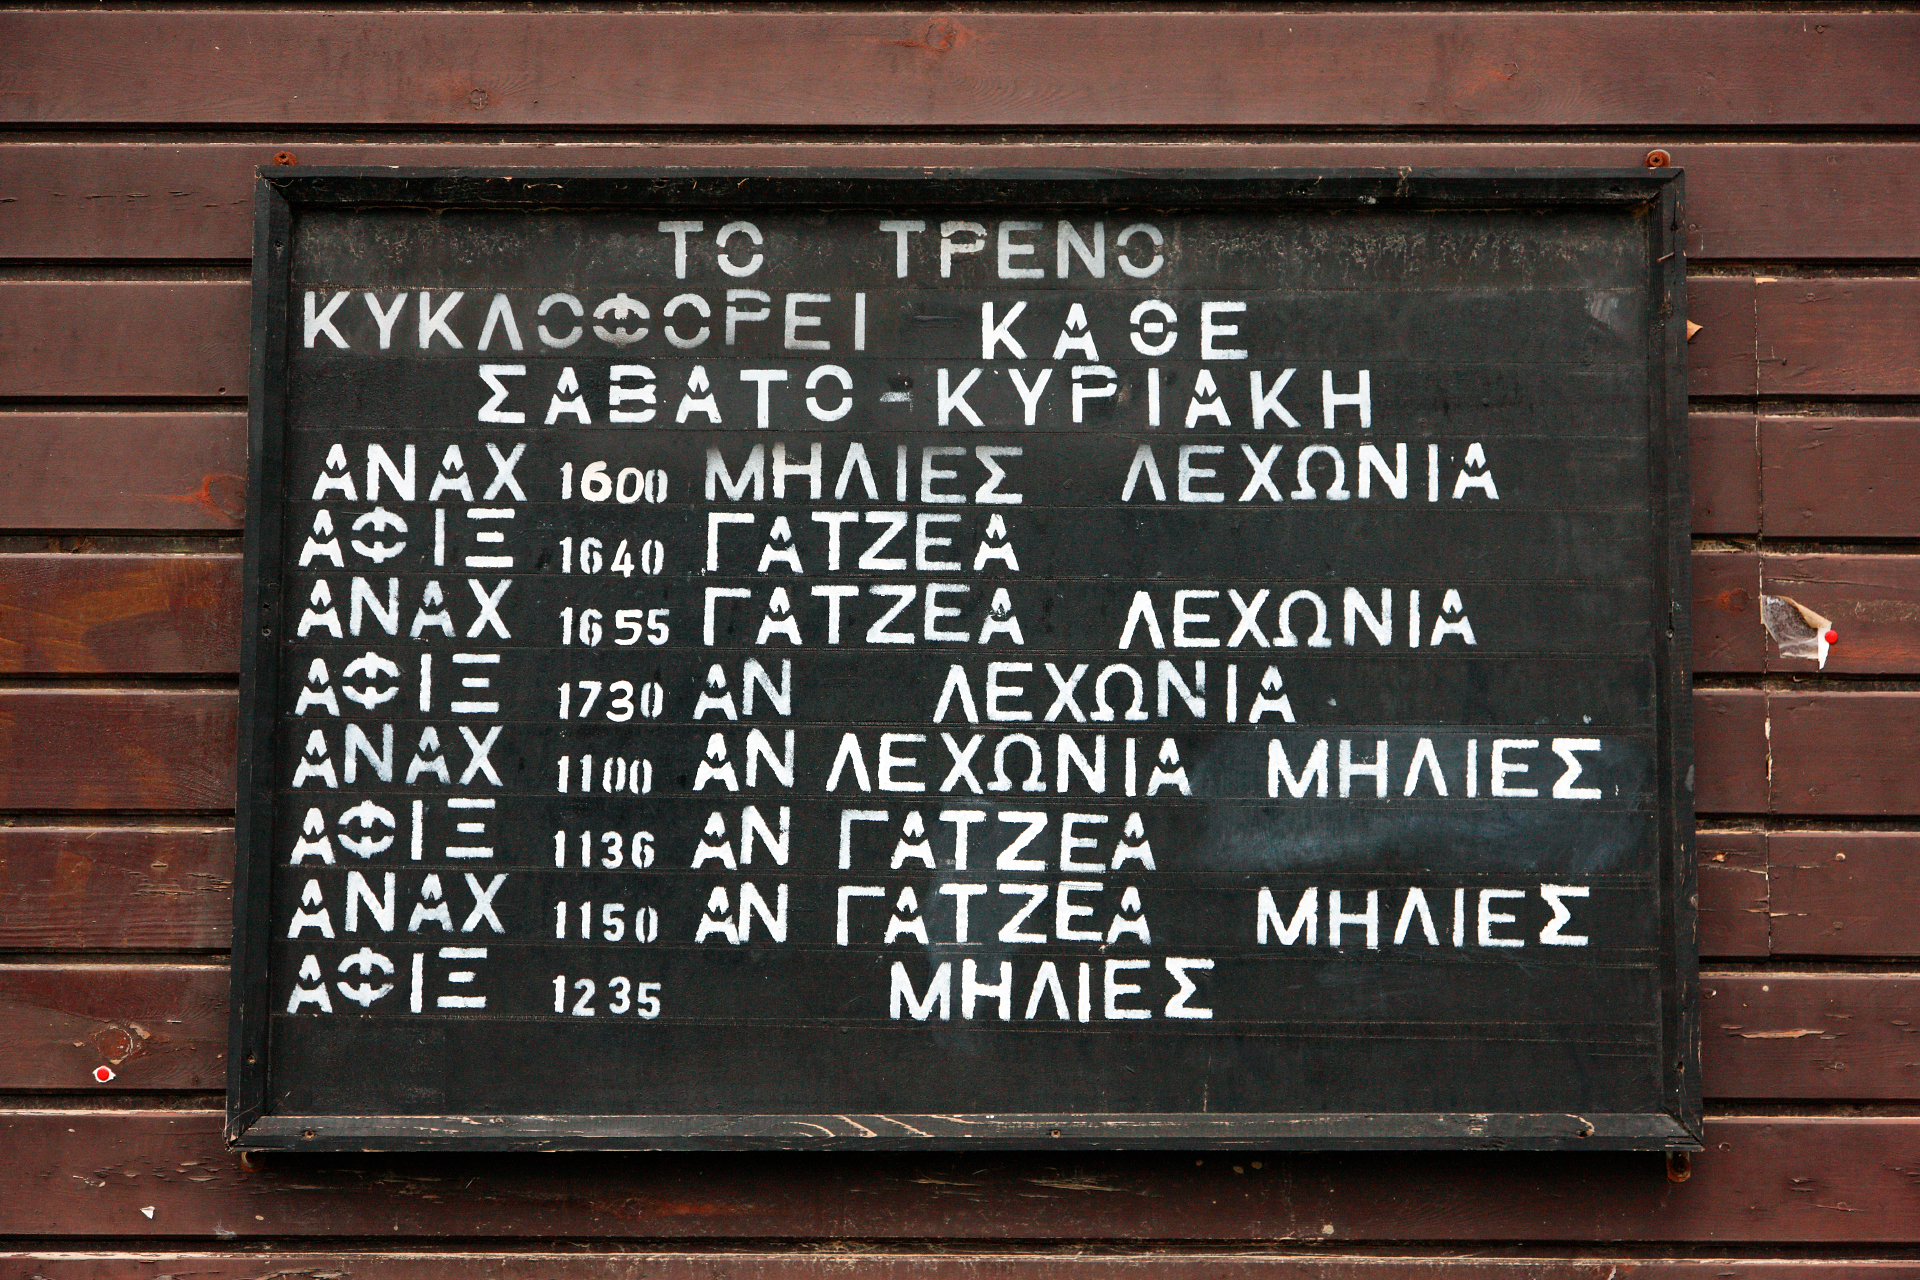 ΤΟ ΤΡΕΝΟ
ΚΥΚΛΟΦΟΡΕΙ ΚΑΘΕ
ΣΑΒΑΤΟ-ΚΥΡΙΑΚΗ
ΑΝΑΧ 1600 ΜΗΛΙΕΣ ΛΕΧΩΝΙΑ
ΑΦΙΞ 1640 ΓΑΤΖΕΑ
ΑΝΑΧ 1655 ΓΑΤΖΕΑ ΛΕΧΩΝΙΑ
ΑΦΙΞ 1730 ΑΝ ΛΕΧΩΝΙΑ
ΑΝΑΧ 1100 ΑΝ ΛΕΧΩΝΙΑ ΜΗΛΙΕΣ
ΑΦΙΞ 1136 ΑΝ ΓΑΤΖΕΑ
ΑΝΑΧ 1150 ΑΝ ΓΑΤΖΕΑ ΜΗΛΙΕΣ
ΑΦΙΞ 1235 ΜΗΛΙΕΣ